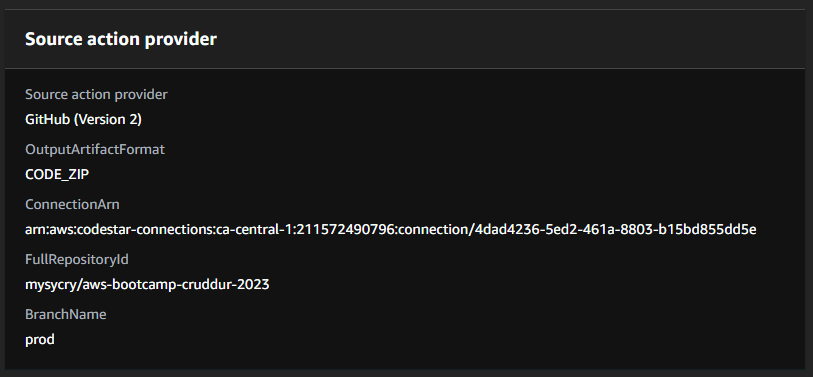 Source action provider
Source action provider
GitHub (Version 2)
OutputArtifactFormat
CODE_ZIP
ConnectionArn
arn:aws:codestar-connections:ca-central-1:211572490796:connection/4dad4236-5ed2-461a-8803-b15bd855dd5e
FullRepositoryId
mysycry/aws-bootcamp-cruddur-2023
BranchName
prod